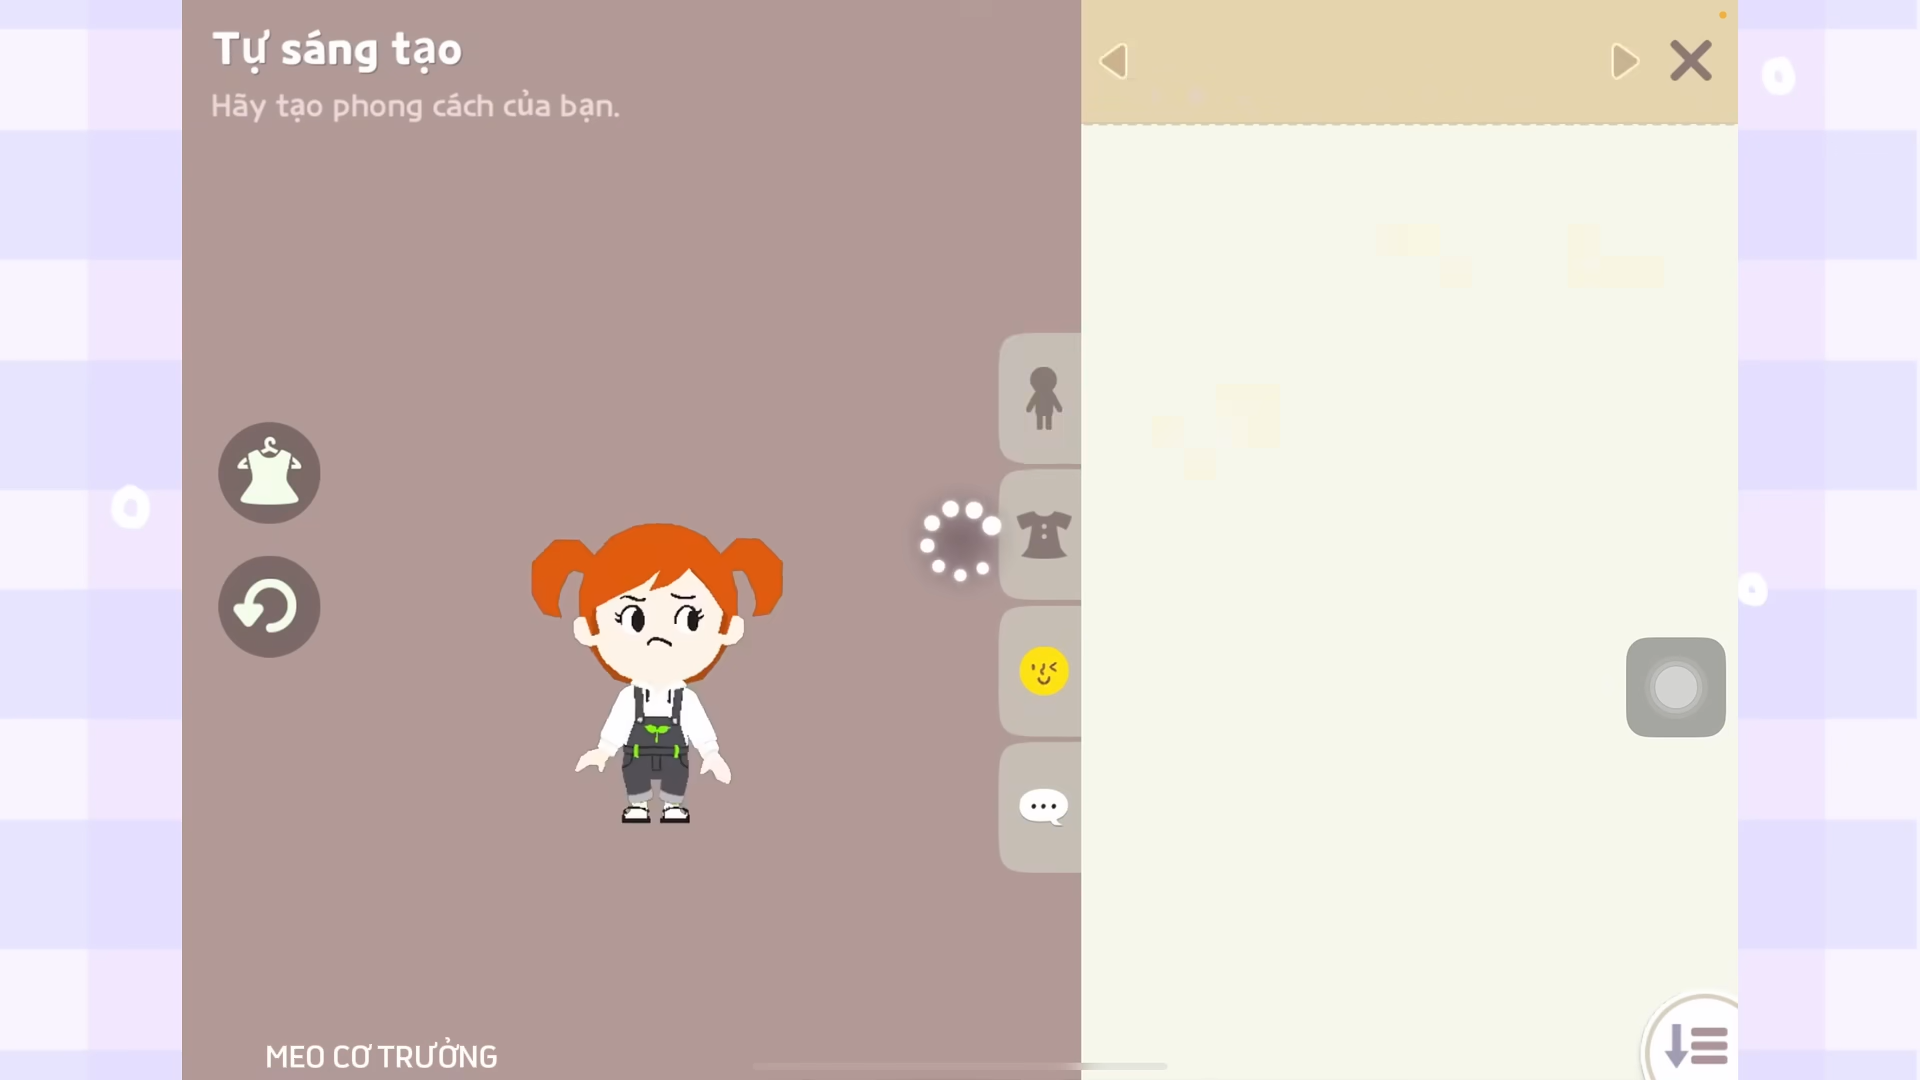 Tự sáng tạo
Hãy tạo phong cách của bạn.
MEO CƠ TRƯỞNG